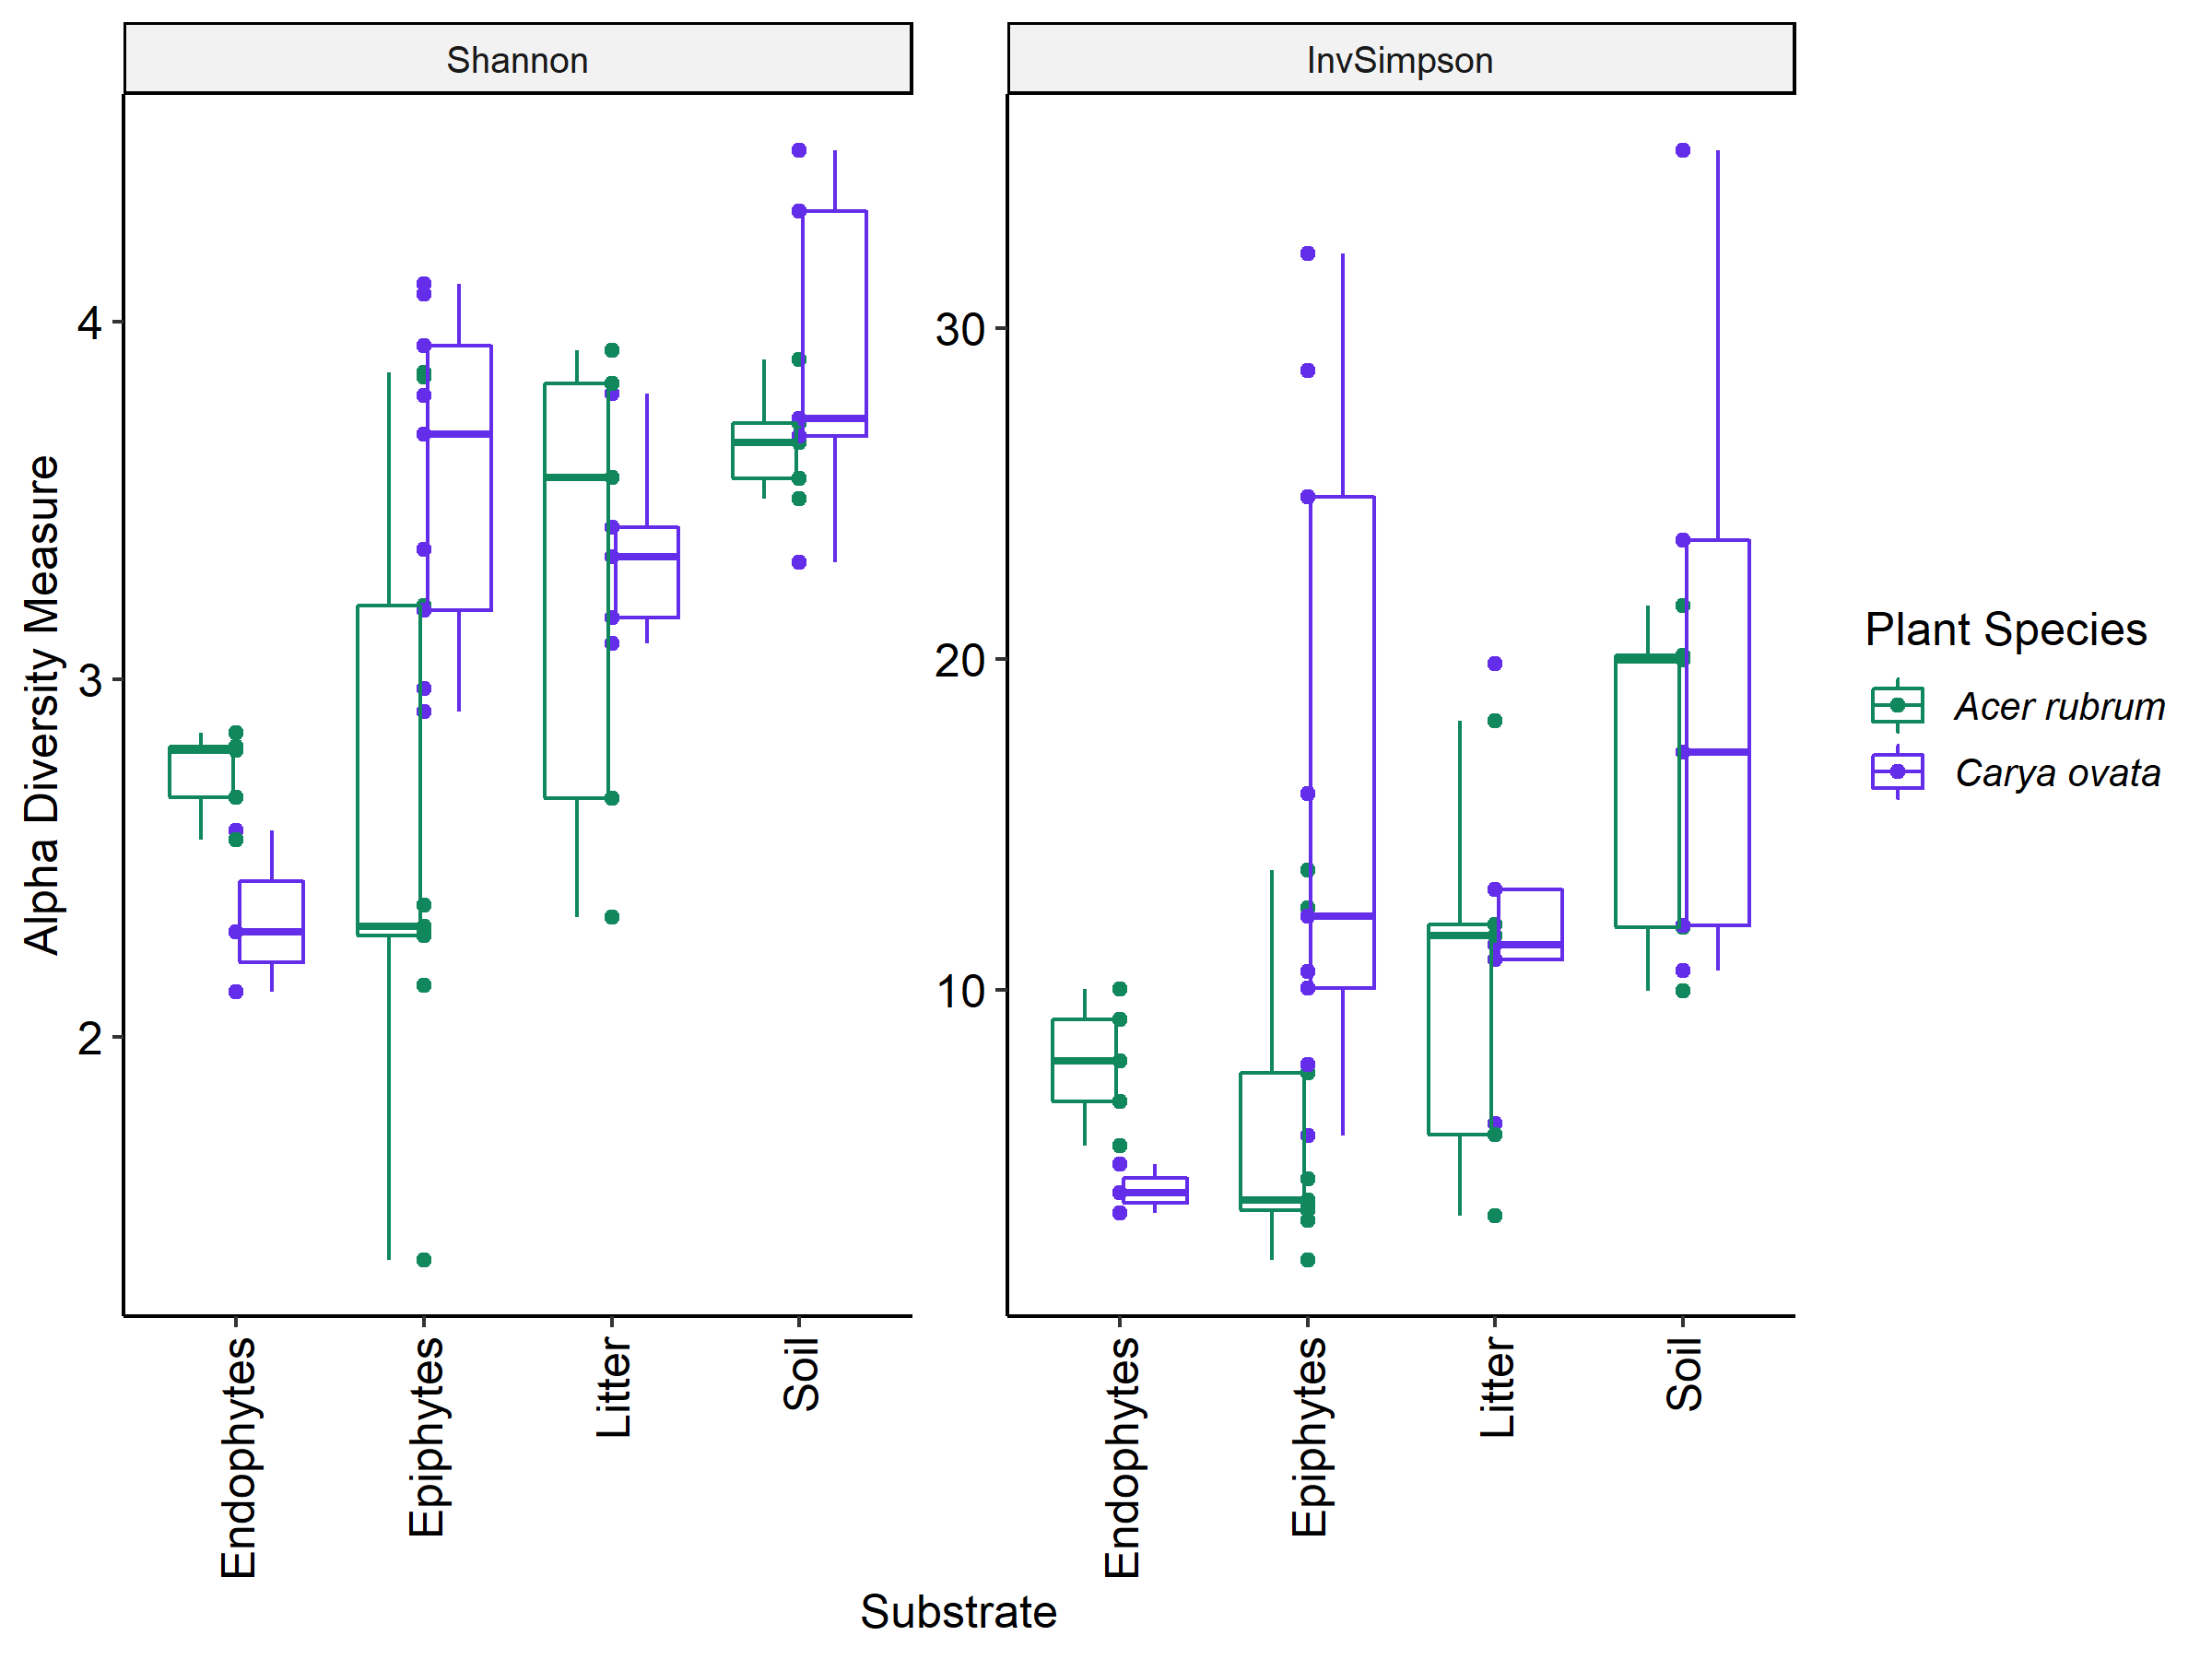 Shannon
InvSimpson
Alpha Diversity Measure
4
3
2
30
20
10
Endophytes
Epiphytes
Litter
Soil
Endophytes
Epiphytes
Litter
Soil
Substrate
Plant Species
Acer rubrum
Carya ovata